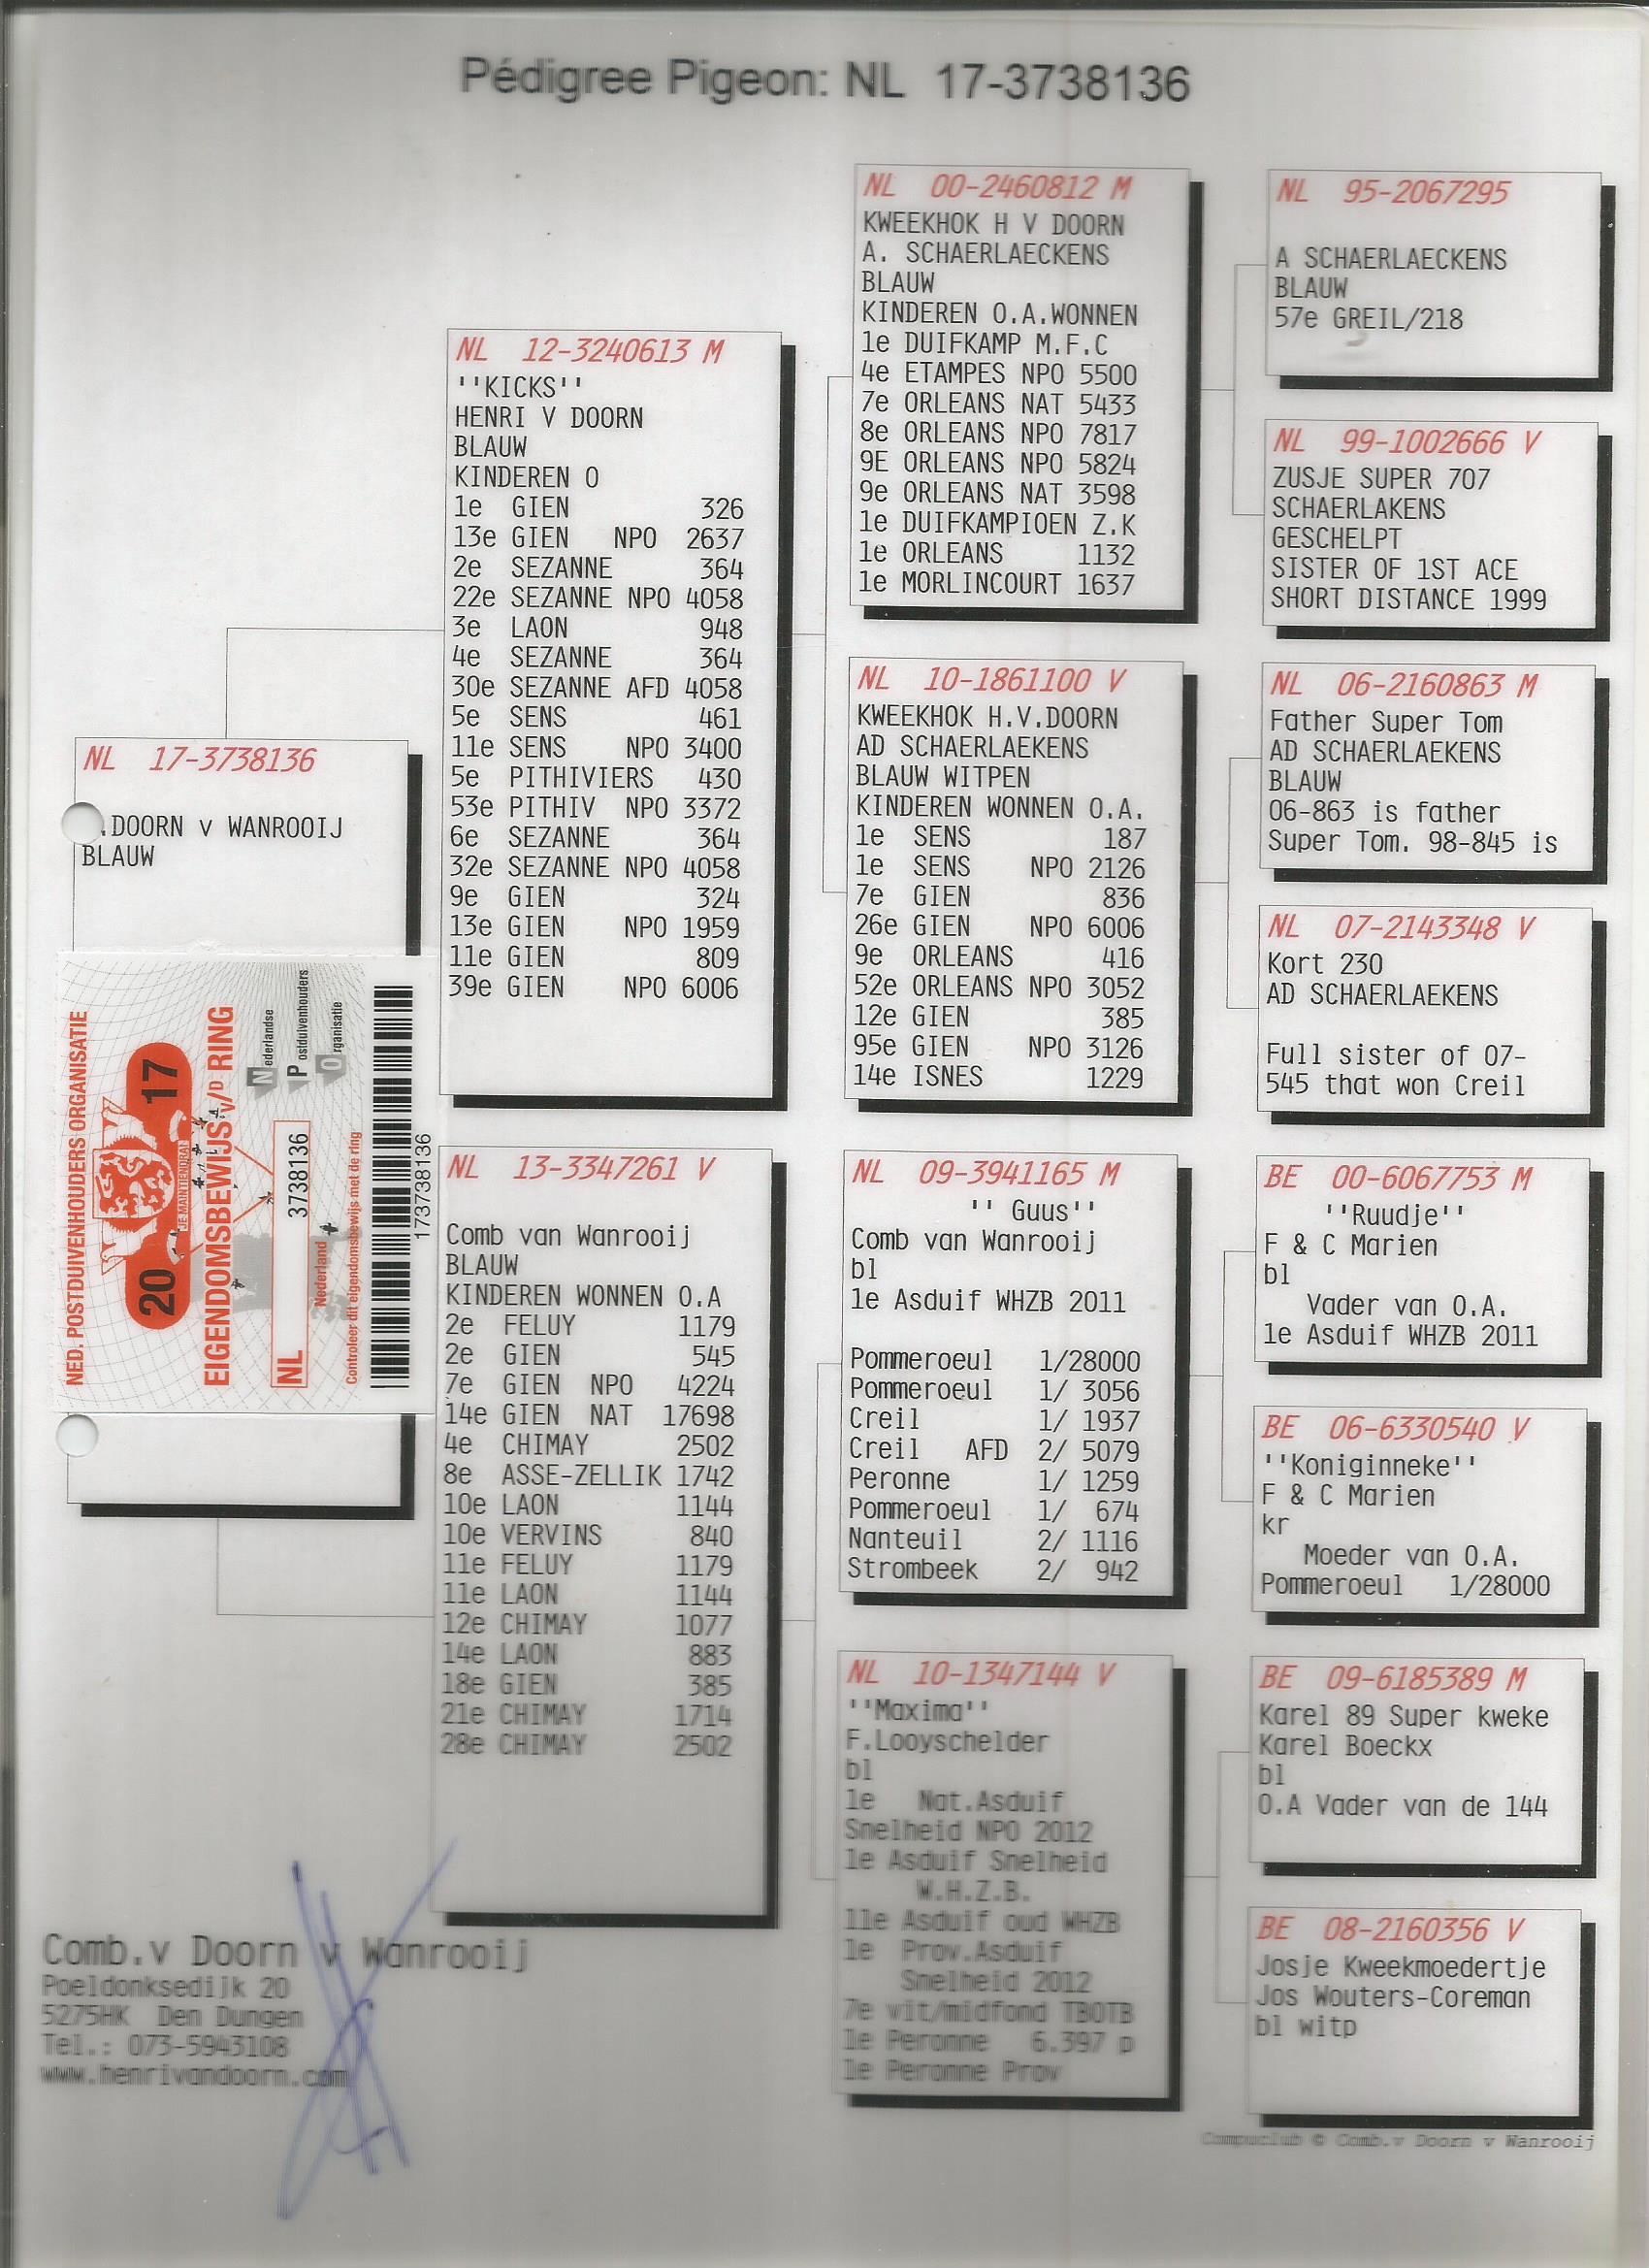 Pédigree Pigeon: NL 17-3738136
NL 17-3738136
.DOORN v WANROOIJ
BLAUW
NED. POSTDUIVENHOUDERS ORGANISATIE
20 17
JE MAINTIENDRAI
EIGENDOMSBEWIJS v/D RING
Nederlandse
Postduivenhouders
Organisatie
NL 3738136
Nederland
Controleer dit eigendomsbewijs met de ring
173738136
NL 12-3240613 M
''KICKS''
HENRI V DOORN
BLAUW
KINDEREN O
1e GIEN 326
13e GIEN NPO 2637
2e SEZANNE 364
22e SEZANNE NPO 4058
3e LAON 948
4e SEZANNE 364
30e SEZANNE AFD 4058
5e SENS 461
11e SENS NPO 3400
5e PITHIVIERS 430
53e PITHIV NPO 3372
6e SEZANNE 364
32e SEZANNE NPO 4058
9e GIEN 324
13e GIEN NPO 1959
11e GIEN 809
39e GIEN NPO 6006
NL 13-3347261 V
Comb van Wanrooij
BLAUW
KINDEREN WONNEN O.A
2e FELUY 1179
2e GIEN 545
7e GIEN NPO 4224
14e GIEN NAT 17698
4e CHIMAY 2502
8e ASSE-ZELLIK 1742
10e LAON 1144
10e VERVINS 840
11e FELUY 1179
11e LAON 1144
12e CHIMAY 1077
14e LAON 883
18e GIEN 385
21e CHIMAY 1714
28e CHIMAY 2502
NL 00-2460812 M
KWEEKHOK H V DOORN
A. SCHAERLAECKENS
BLAUW
KINDEREN O.A.WONNEN
1e DUIFKAMP M.F.C
4e ETAMPES NPO 5500
7e ORLEANS NAT 5433
8e ORLEANS NPO 7817
9E ORLEANS NPO 5824
9e ORLEANS NAT 3598
1e DUIFKAMPIOEN Z.K
1e ORLEANS 1132
1e MORLINCOURT 1637
NL 10-1861100 V
KWEEKHOK H.V.DOORN
AD SCHAERLAEKENS
BLAUW WITPEN
KINDEREN WONNEN O.A.
1e SENS 187
1e SENS NPO 2126
7e GIEN 836
26e GIEN NPO 6006
9e ORLEANS 416
52e ORLEANS NPO 3052
12e GIEN 385
95e GIEN NPO 3126
14e ISNES 1229
NL 09-3941165 M
'' Guus''
Comb van Wanrooij
bl
1e Asduif WHZB 2011
Pommeroeul 1/28000
Pommeroeul 1/ 3056
Creil 1/ 1937
Creil AFD 2/ 5079
Peronne 1/ 1259
Pommeroeul 1/ 674
Nanteuil 2/ 1116
Strombeek 2/ 942
NL 10-1347144 V
''Maxima''
F.Looyschelder
bl
1e Nat.Asduif
Snelheid NPO 2012
1e Asduif Snelheid
W.H.Z.B.
11e Asduif oud WHZB
1e Prov.Asduif
Snelheid 2012
7e vit/midfond TBOTB
1e Peronne 6.397 p
1e Peronne Prov
NL 95-2067295
A SCHAERLAECKENS
BLAUW
57e GREIL/218
NL 99-1002666 V
ZUSJE SUPER 707
SCHAERLAKENS
GESCHELPT
SISTER OF 1ST ACE
SHORT DISTANCE 1999
NL 06-2160863 M
Father Super Tom
AD SCHAERLAEKENS
BLAUW
06-863 is father
Super Tom. 98-845 is
NL 07-2143348 V
Kort 230
AD SCHAERLAEKENS
Full sister of 07-
545 that won Creil
BE 00-6067753 M
''Ruudje''
F & C Marien
bl
Vader van O.A.
1e Asduif WHZB 2011
BE 06-6330540 V
''Koniginneke''
F & C Marien
kr
Moeder van O.A.
Pommeroeul 1/28000
BE 09-6185389 M
Karel 89 Super kweke
Karel Boeckx
bl
O.A Vader van de 144
BE 08-2160356 V
Josje Kweekmoedertje
Jos Wouters-Coreman
bl witp
Comb.v Doorn v Wanrooij
Poeldonksedijk 20
5275HK Den Dungen
Tel.: 073-5943108
www.henrivandoorn.com
Compuclub © Comb.v Doorn v Wanrooij